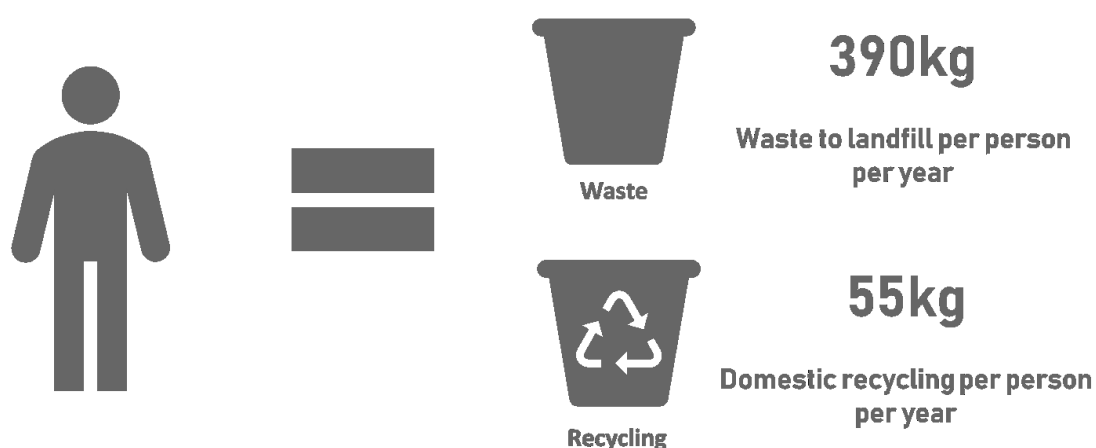 390kg
Waste to landfill per person
per year
Waste
55kg
Domestic recycling per person
per year
Recycling